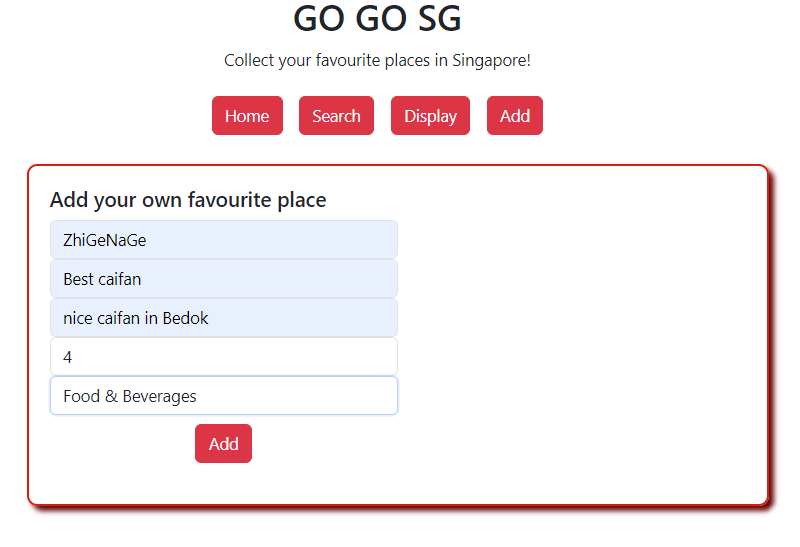 GO GO SG
Collect your favourite places in Singapore!
Home Search Display Add
Add your own favourite place
ZhiGeNaGe
Best caifan
nice caifan in Bedok
4
Food & Beverages
Add